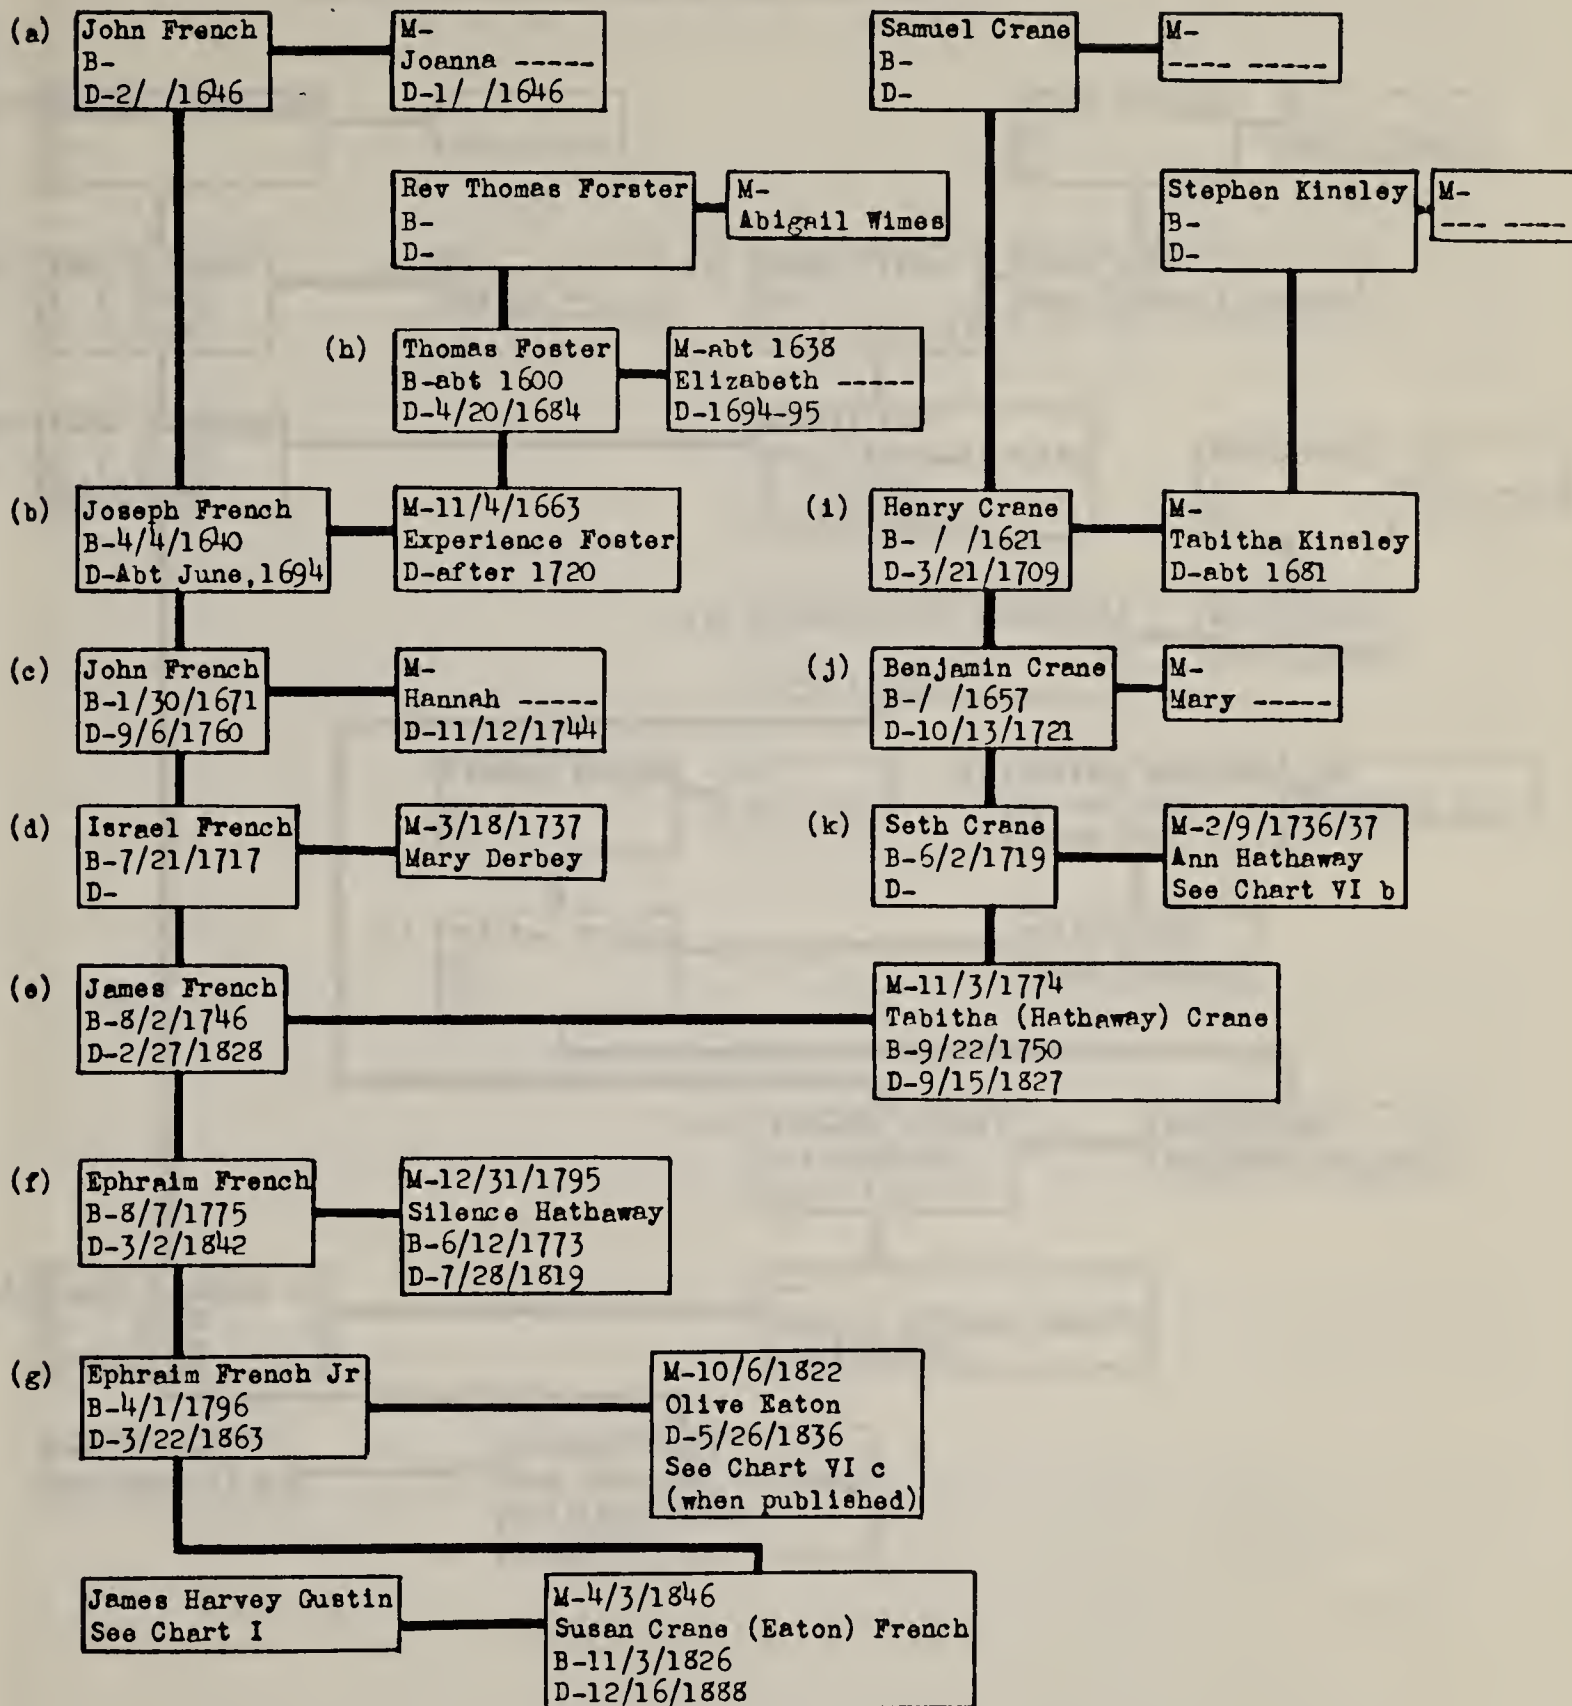 (a)
John French
B-
D-2/ /1646
M-
Joanna -----
D-1/ /1646
Samuel Crane
B-
D-
M-
---- -----
Rev Thomas Forster
B-
D-
M-
Abigail Wimes
Stephen Kinsley
B-
D-
M-
--- ----
(h)
Thomas Foster
B-abt 1600
D-4/20/1684
M-abt 1638
Elizabeth -----
D-1694-95
(b)
Joseph French
B-4/4/1640
D-Abt June,1694
M-11/4/1663
Experience Foster
D-after 1720
(i)
Henry Crane
B- / /1621
D-3/21/1709
M-
Tabitha Kinsley
D-abt 1681
(c)
John French
B-1/30/1671
D-9/6/1760
M-
Hannah -----
D-11/12/1744
(j)
Benjamin Crane
B-/ /1657
D-10/13/1721
M-
Mary -----
(d)
Israel French
B-7/21/1717
D-
M-3/18/1737
Mary Derbey
(k)
Seth Crane
B-6/2/1719
D-
M-2/9/1736/37
Ann Hathaway
See Chart VI b
(e)
James French
B-8/2/1746
D-2/27/1828
M-11/3/1774
Tabitha (Hathaway) Crane
B-9/22/1750
D-9/15/1827
(f)
Ephraim French
B-8/7/1775
D-3/2/1842
M-12/31/1795
Silence Hathaway
B-6/12/1773
D-7/28/1819
(g)
Ephraim French Jr
B-4/1/1796
D-3/22/1863
M-10/6/1822
Olive Eaton
D-5/26/1836
See Chart VI c
(when published)
James Harvey Gustin
See Chart I
M-4/3/1846
Susan Crane (Eaton) French
B-11/3/1826
D-12/16/1888